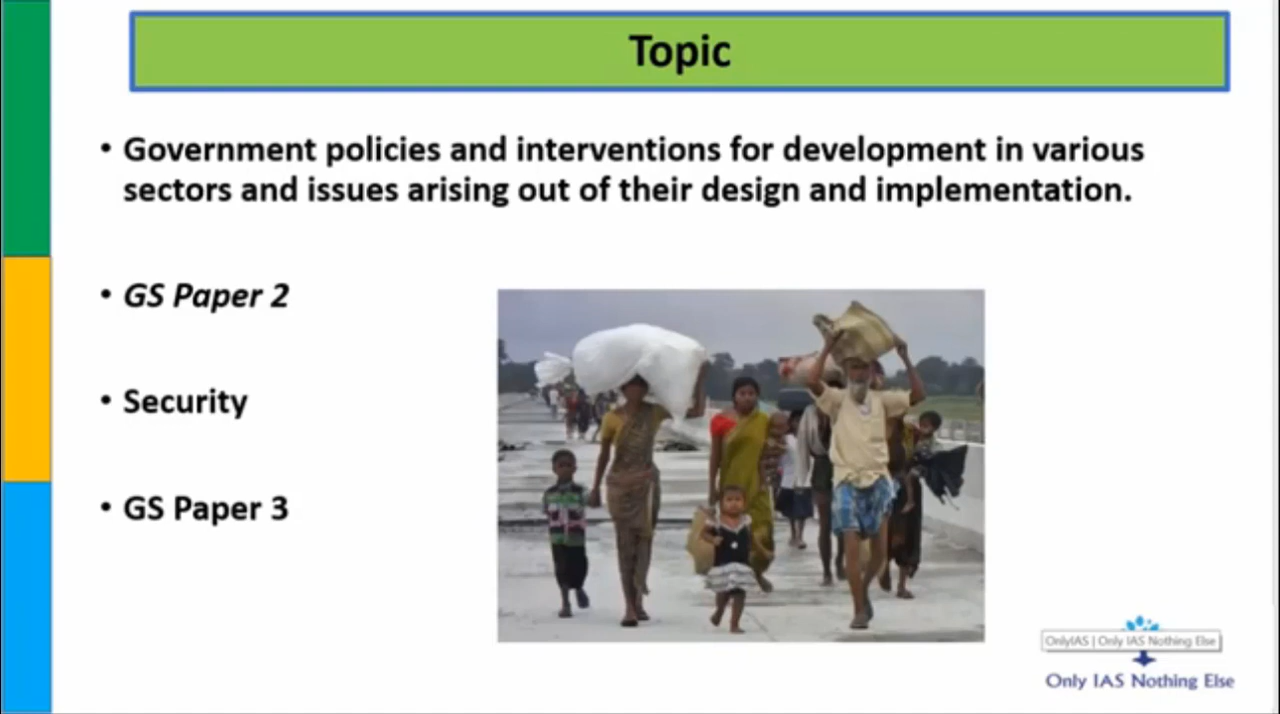 Topic
• Government policies and interventions for development in various
sectors and issues arising out of their design and implementation.
• GS Paper 2
• Security
• GS Paper 3
OnlyIAS | Only IAS Nothing Else
Only IAS Nothing Else